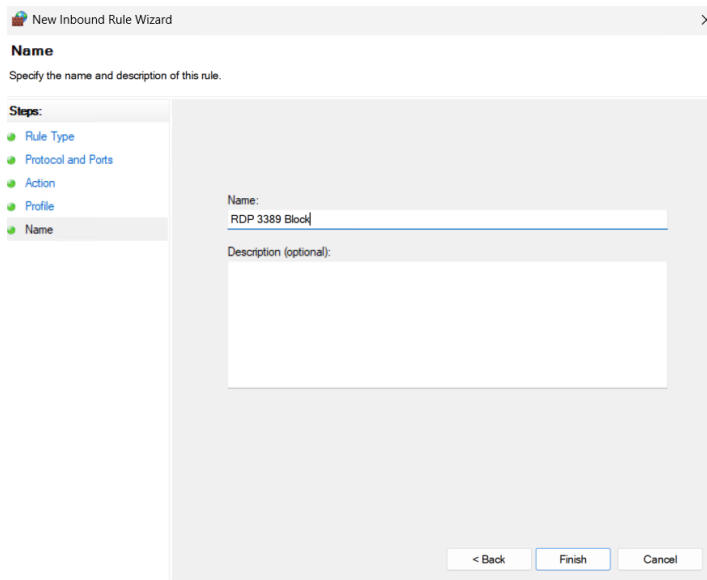 New Inbound Rule Wizard
Name
Specify the name and description of this rule.
Steps:
Rule Type
Protocol and Ports
Action
Profile
Name
Name:
RDP 3389 Block
Description (optional):
< Back
Finish
Cancel